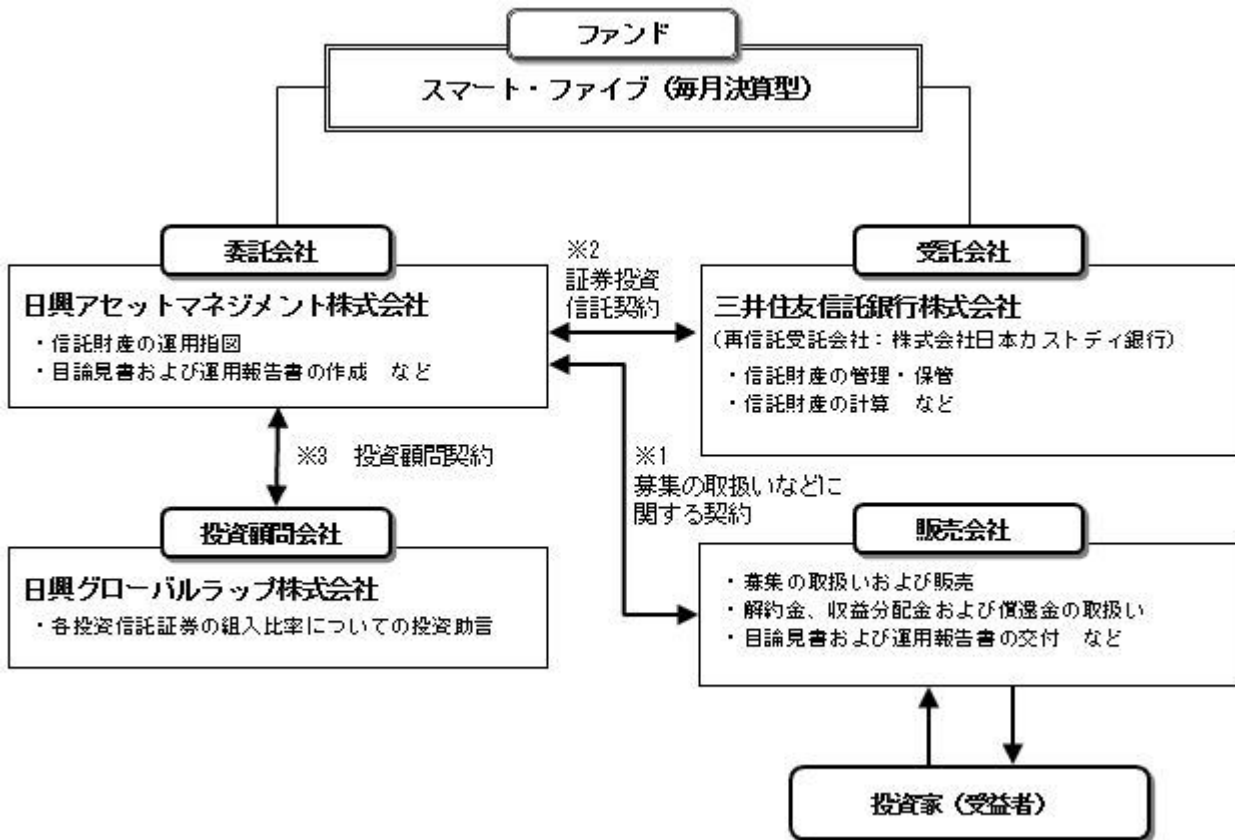 ファンド
スマート・ファイブ（毎月決算型）
委託会社
日興アセットマネジメント株式会社
・信託財産の運用指図
・目論見書および運用報告書の作成　など
※2
証券投資
信託契約
受託会社
三井住友信託銀行株式会社
（再信託受託会社：株式会社日本カストディ銀行）
・信託財産の管理・保管
・信託財産の計算　など
※3　投資顧問契約
※1
募集の取扱いなどに
関する契約
投資顧問会社
日興グローバルラップ株式会社
・各投資信託証券の組入比率についての投資助言
販売会社
・募集の取扱いおよび販売
・解約金、収益分配金および償還金の取扱い
・目論見書および運用報告書の交付　など
投資家（受益者）